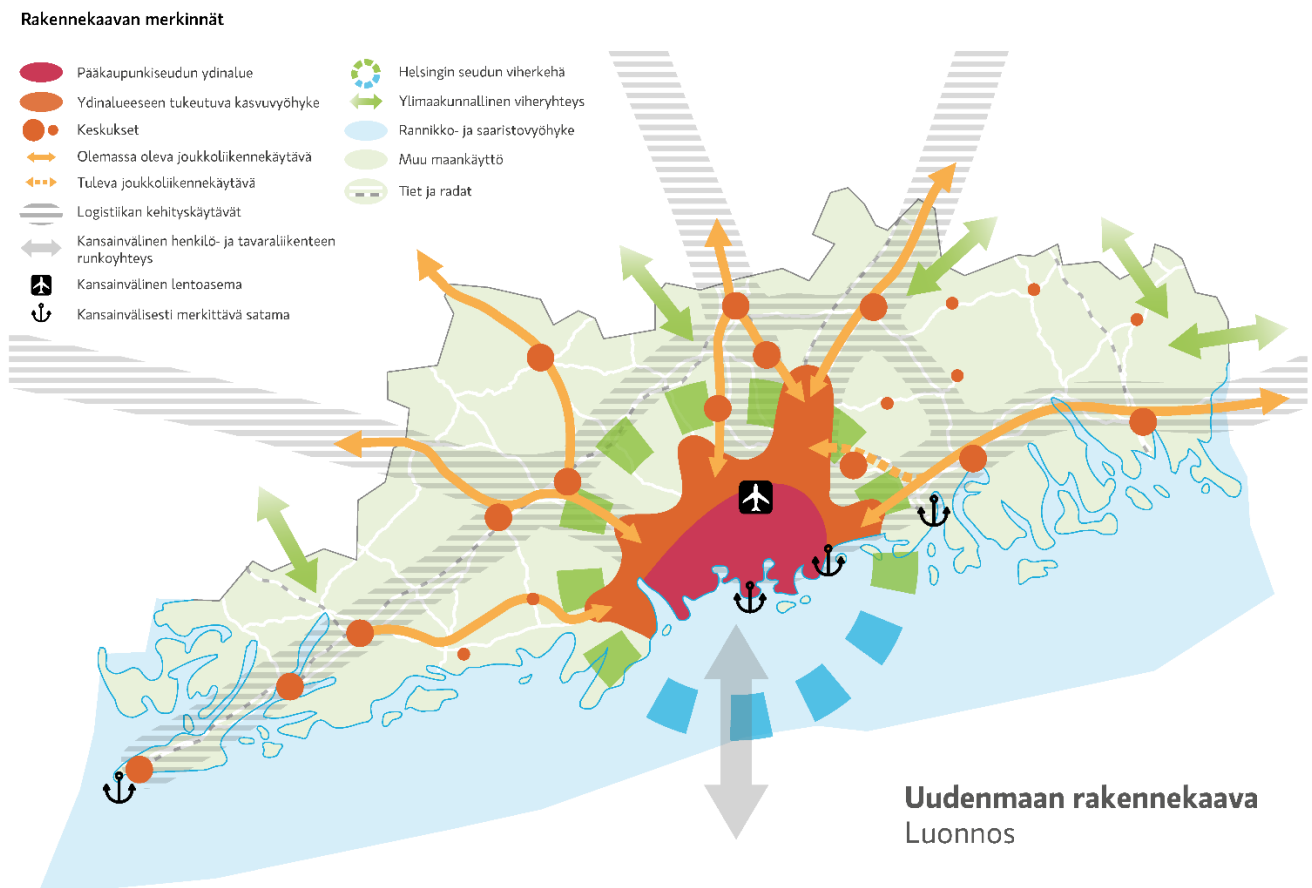 Rakennekaavan merkinnät
Pääkaupunkiseudun ydinalue
Ydinalueeseen tukeutuva kasvuvyöhyke
Keskukset
Olemassa oleva joukkoliikennekäytävä
Tuleva joukkoliikennekäytävä
Logistiikan kehityskäytävät
Kansainvälinen henkilö- ja tavaraliikenteen
runkoyhteys
Kansainvälinen lentoasema
Kansainvälisesti merkittävä satama
Helsingin seudun viherkehä
Ylimaakunnallinen viheryhteys
Rannikko- ja saaristovyöhyke
Muu maankäyttö
Tiet ja radat
Uudenmaan rakennekaava
Luonnos